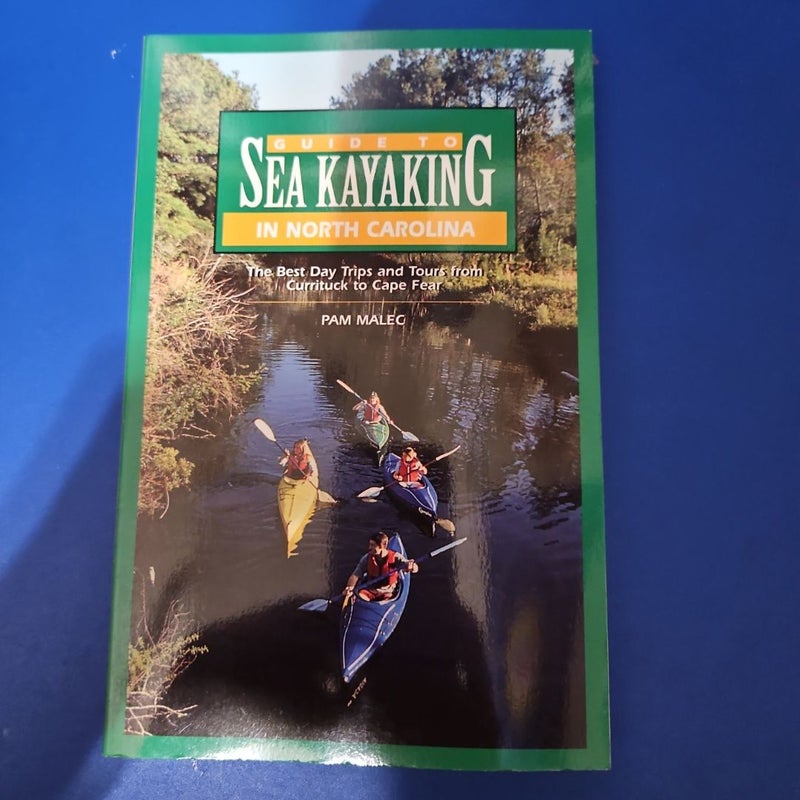 GUIDE TO
SEA KAYAKING
IN NORTH CAROLINA
The Best Day Trips and Tours from
Currituck to Cape Fear
PAM MALEC